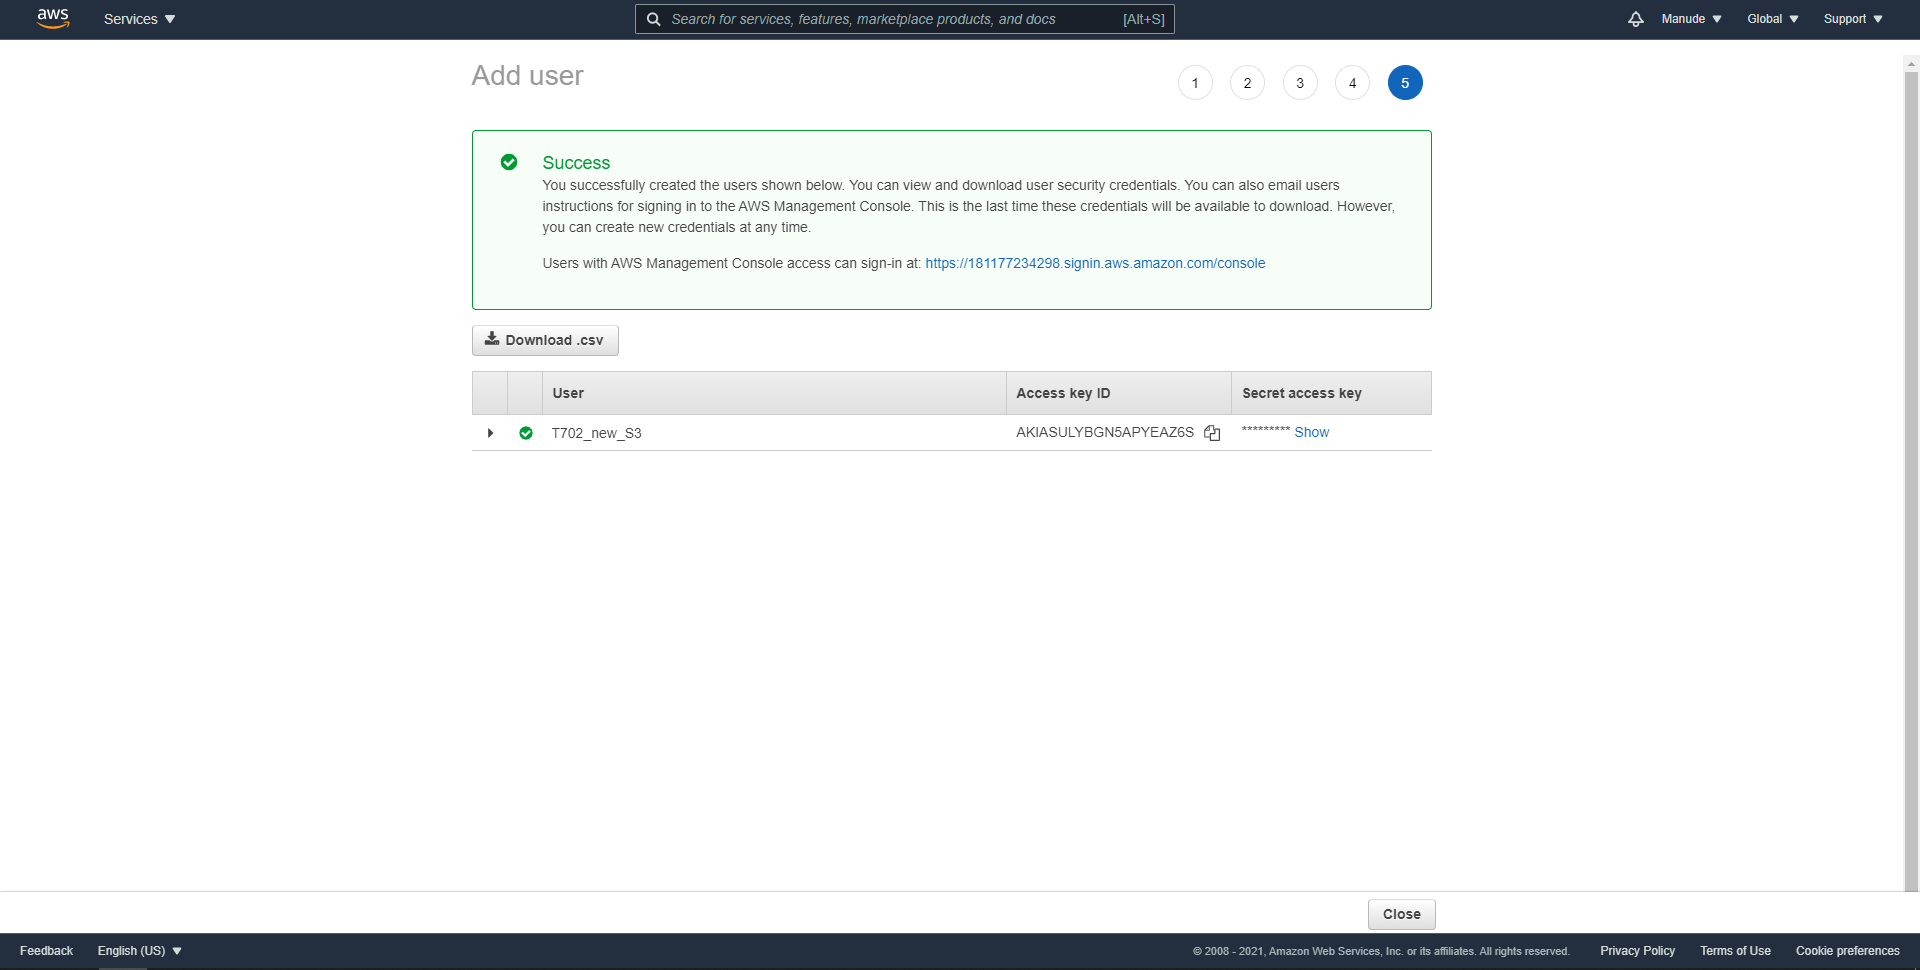 aws Services Search for services, features, marketplace products, and docs [Alt+S] Manude Global Support
Add user 1 2 3 4 5
Success
You successfully created the users shown below. You can view and download user security credentials. You can also email users
instructions for signing in to the AWS Management Console. This is the last time these credentials will be available to download. However,
you can create new credentials at any time.
Users with AWS Management Console access can sign-in at: https://181177234298.signin.aws.amazon.com/console
Download .csv
User Access key ID Secret access key
T702_new_S3 AKIASULYBGN5APYEAZ6S ********* Show
Close
Feedback English (US) © 2008 - 2021, Amazon Web Services, Inc. or its affiliates. All rights reserved. Privacy Policy Terms of Use Cookie preferences